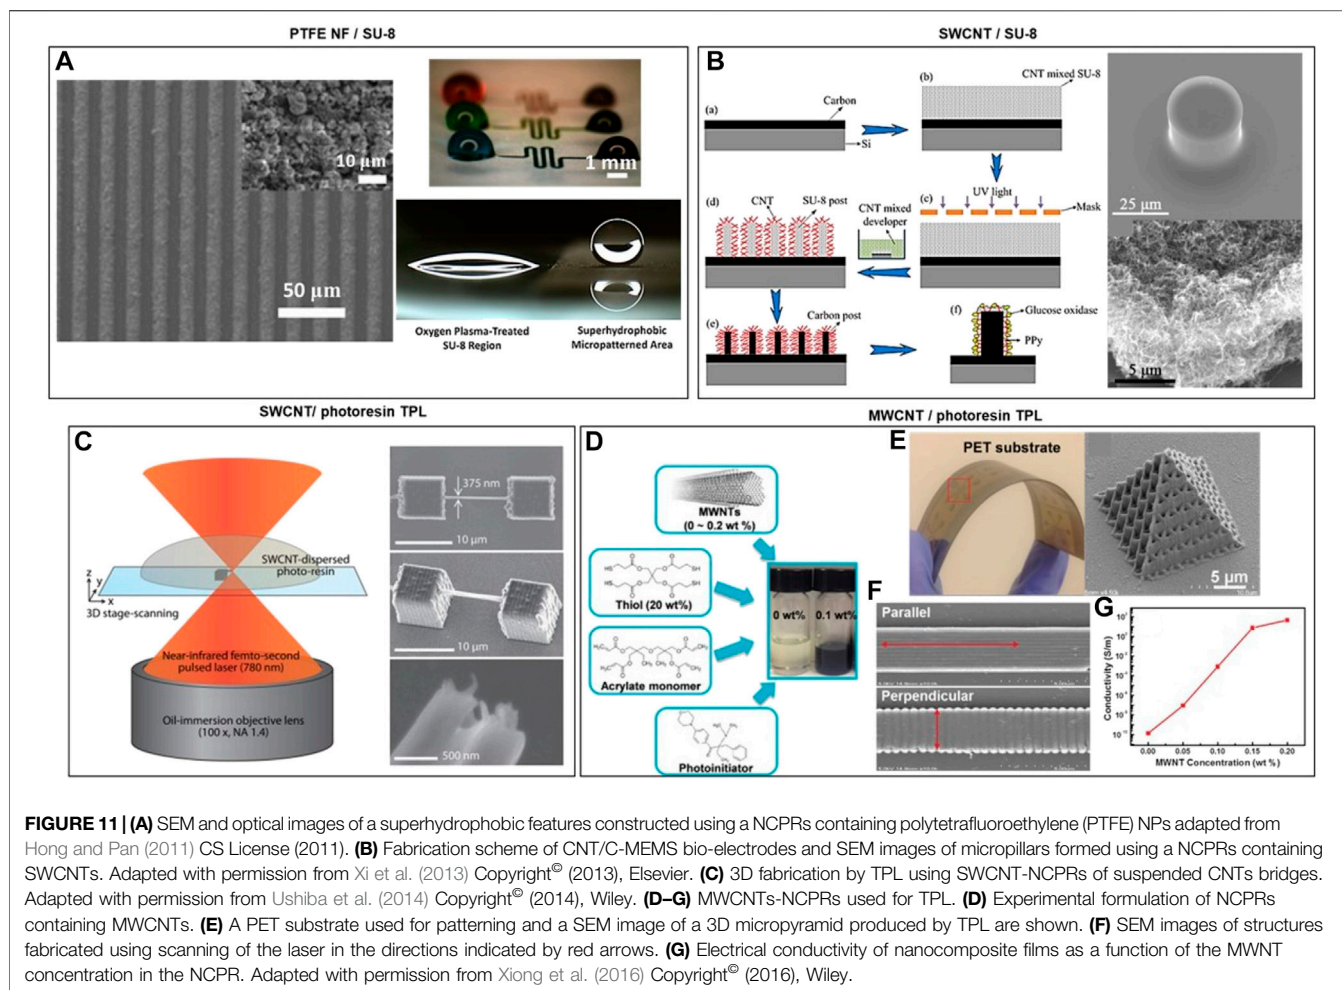 PTFE NF / SU-8
A
10 µm
50 µm
1 mm
Oxygen Plasma-Treated
SU-8 Region
Superhydrophobic
Micropatterned Area
SWCNT / SU-8
B
(a)
Carbon
Si
(b)
CNT mixed SU-8
UV light
(c)
Mask
(d)
CNT
SU-8 post
CNT mixed
developer
(e)
Carbon post
(f)
Glucose oxidase
PPy
25 µm
5 µm
SWCNT/ photoresin TPL
C
SWCNT-dispersed
photo-resin
z
y
x
3D stage-scanning
Near-infrared femto-second
pulsed laser (780 nm)
Oil-immersion objective lens
(100 x, NA 1.4)
375 nm
10 µm
10 µm
500 nm
MWCNT / photoresin TPL
D
MWNTs
(0 ~ 0.2 wt %)
Thiol (20 wt%)
Acrylate monomer
Photoinitiator
0 wt%
0.1 wt%
E
PET substrate
5 µm
F
Parallel
Perpendicular
G
Conductivity (S/m)
0.00 0.05 0.10 0.15 0.20
MWNT Concentration (wt %)
FIGURE 11 | (A) SEM and optical images of a superhydrophobic features constructed using a NCPRs containing polytetrafluoroethylene (PTFE) NPs adapted from
Hong and Pan (2011) CS License (2011). (B) Fabrication scheme of CNT/C-MEMS bio-electrodes and SEM images of micropillars formed using a NCPRs containing
SWCNTs. Adapted with permission from Xi et al. (2013) Copyright© (2013), Elsevier. (C) 3D fabrication by TPL using SWCNT-NCPRs of suspended CNTs bridges.
Adapted with permission from Ushiba et al. (2014) Copyright© (2014), Wiley. (D–G) MWCNTs-NCPRs used for TPL. (D) Experimental formulation of NCPRs
containing MWCNTs. (E) A PET substrate used for patterning and a SEM image of a 3D micropyramid produced by TPL are shown. (F) SEM images of structures
fabricated using scanning of the laser in the directions indicated by red arrows. (G) Electrical conductivity of nanocomposite films as a function of the MWNT
concentration in the NCPR. Adapted with permission from Xiong et al. (2016) Copyright© (2016), Wiley.